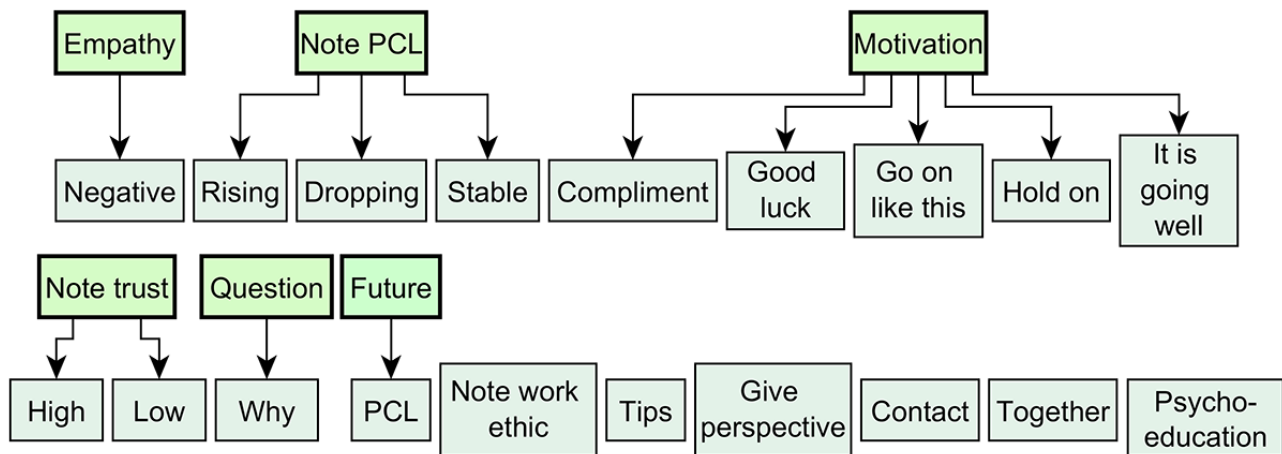 Empathy
Note PCL
Motivation
Negative
Rising
Dropping
Stable
Compliment
Good
luck
Go on
like this
Hold on
It is
going
well
Note trust
Question
Future
High
Low
Why
PCL
Note work
ethic
Tips
Give
perspective
Contact
Together
Psycho-
education